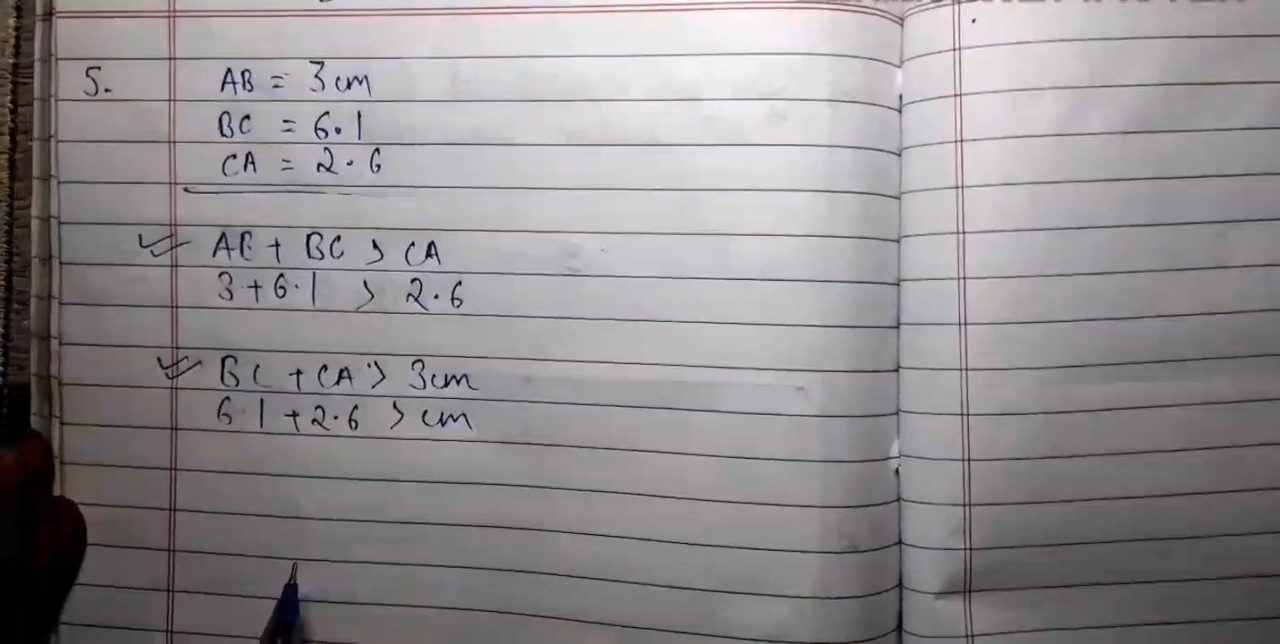 5. AB = 3 cm
BC = 6.1
CA = 2.6
AB + BC > CA
3 + 6.1 > 2.6
BC + CA > 3cm
6.1 + 2.6 > cm